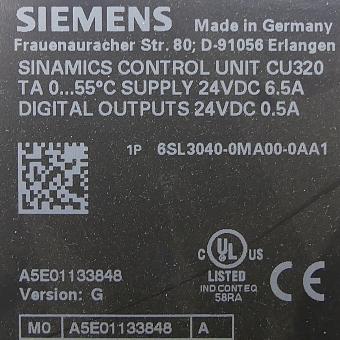 SIEMENS Made in Germany
Frauenauracher Str. 80; D-91056 Erlangen
SINAMICS CONTROL UNIT CU320
TA 0...55°C SUPPLY 24VDC 6.5A
DIGITAL OUTPUTS 24VDC 0.5A
1P 6SL3040-0MA00-0AA1
C UL US
LISTED
IND CONT EQ
58RA
CE
A5E01133848
Version: G
M0 A5E01133848 A